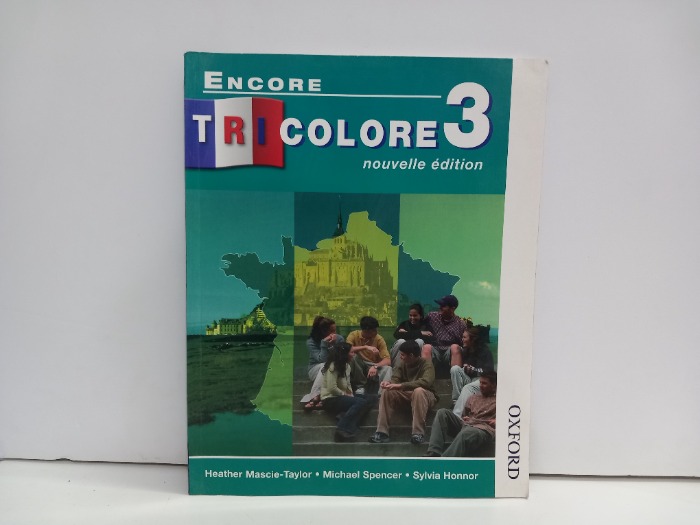 ENCORE
TRICOLORE 3
nouvelle édition
Heather Mascie-Taylor • Michael Spencer • Sylvia Honnor
OXFORD